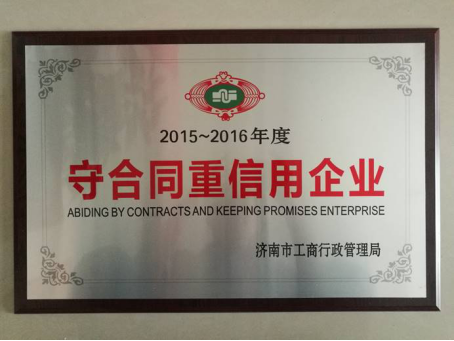 2015~2016年度
守合同重信用企业
ABIDING BY CONTRACTS AND KEEPING PROMISES ENTERPRISE
济南市工商行政管理局